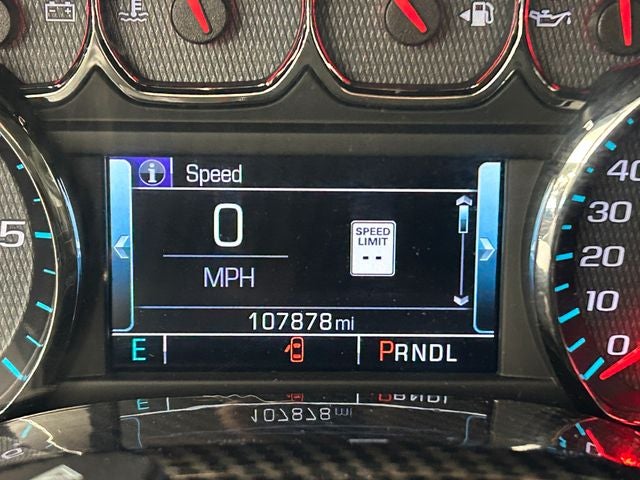 Speed
0
MPH
SPEED
LIMIT
--
107878 mi
E
PRNDL
5
40
30
20
10
0